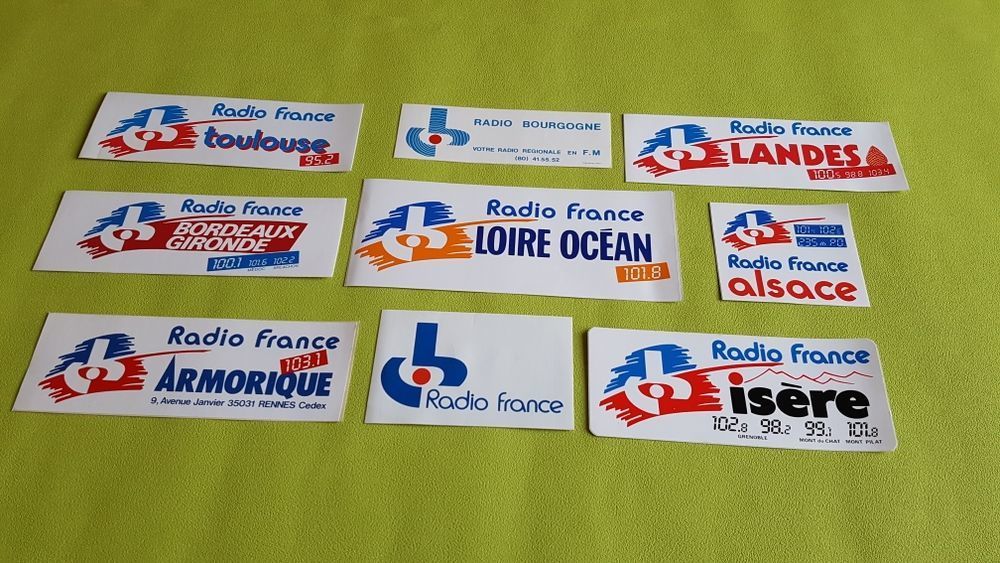 Radio france
toulouse
95.2
RADIO BOURGOGNE
VOTRE RADIO REGIONALE EN F.M
(80) 41.55.52
Radio france
LANDES
100.5 98.8 103.4
Radio france
BORDEAUX
GIRONDE
100.1 101.6 102.2
MÉDOC ARCACHON
Radio france
LOIRE OCÉAN
101.8
Radio france
alsace
Radio france
103.1
ARMORIQUE
9, Avenue Janvier 35031 RENNES Cedex
Radio france
Radio france
isère
102.8 98.2 99.1 101.8
GRENOBLE MONT du CHAT MONT PILAT